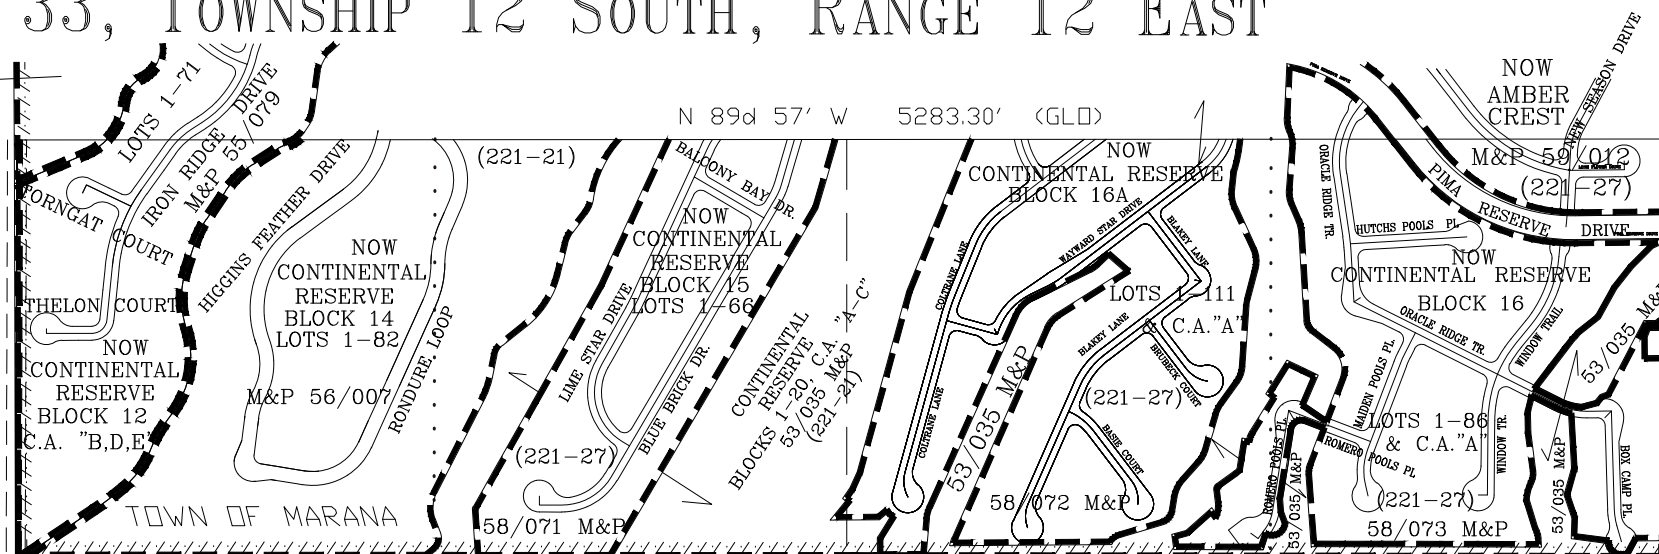 33, TOWNSHIP 12 SOUTH, RANGE 12 EAST
N 89d 57' W 5283.30' (GLO)
LOTS 1-71
IRON RIDGE DRIVE
M&P 55/079
PORNGAT COURT
THELON COURT
NOW
CONTINENTAL
RESERVE
BLOCK 12
C.A. "B,D,E"
HIGGINS FEATHER DRIVE
NOW
CONTINENTAL
RESERVE
BLOCK 14
LOTS 1-82
M&P 56/007
RONDURE LOOP
TOWN OF MARANA
(221-21)
BALCONY BAY DR.
NOW
CONTINENTAL
RESERVE
BLOCK 15
LOTS 1-66
LIME STAR DRIVE
BLUE BRICK DR.
(221-27)
58/071 M&P
CONTINENTAL
RESERVE
BLOCKS 1-20, C.A. "A-C"
53/035 M&P
(221-21)
NOW
CONTINENTAL RESERVE
BLOCK 16A
COLTRANE LANE
WAYWARD STAR DRIVE
BLAKEY LANE
LOTS 1-111
& C.A."A"
BLAKEY LANE
BRUBECK COURT
(221-27)
COLTRANE LANE
53/035 M&P
BASIE COURT
58/072 M&P
NOW
AMBER
CREST
NEW SEASON DRIVE
M&P 59/012
(221-27)
PIMA RESERVE DRIVE
ORACLE RIDGE TR.
HUTCHS POOLS PL
NOW
CONTINENTAL RESERVE
BLOCK 16
ORACLE RIDGE TR.
WINDOW TRAIL
53/035 M&
MAIDEN POOLS PL
LOTS 1-86
& C.A."A"
ROMERO POOLS PL
WINDOW TR.
ROMERO POOLS PL
53/035 M&P
(221-27)
58/073 M&P
53/035 M&P
BOX CAMP PL.